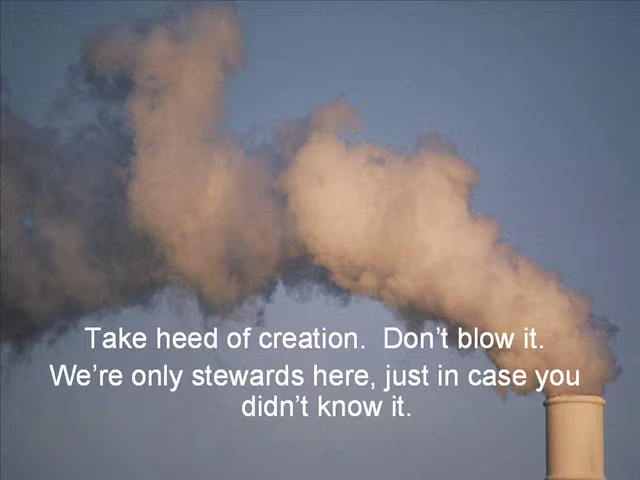 Take heed of creation.  Don’t blow it.
We’re only stewards here, just in case you
didn’t know it.